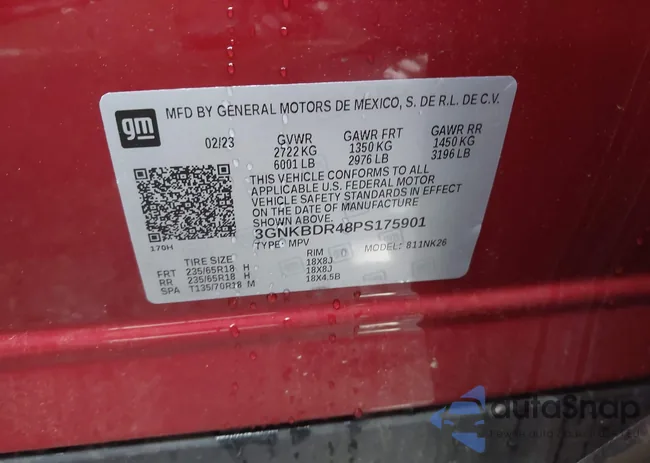 gm
MFD BY GENERAL MOTORS DE MEXICO, S. DE R.L. DE C.V.
02/23 GVWR GAWR FRT GAWR RR
2722 KG 1350 KG 1450 KG
6001 LB 2976 LB 3196 LB
THIS VEHICLE CONFORMS TO ALL
APPLICABLE U.S. FEDERAL MOTOR
VEHICLE SAFETY STANDARDS IN EFFECT
ON THE DATE OF MANUFACTURE
SHOWN ABOVE.
3GNKBDR48PS175901
TYPE: MPV MODEL: 811NK26
170H
TIRE SIZE RIM
FRT 235/65R18 H 18X8J
RR 235/65R18 H 18X8J
SPA T135/70R18 M 18X4.5B
autoSnap